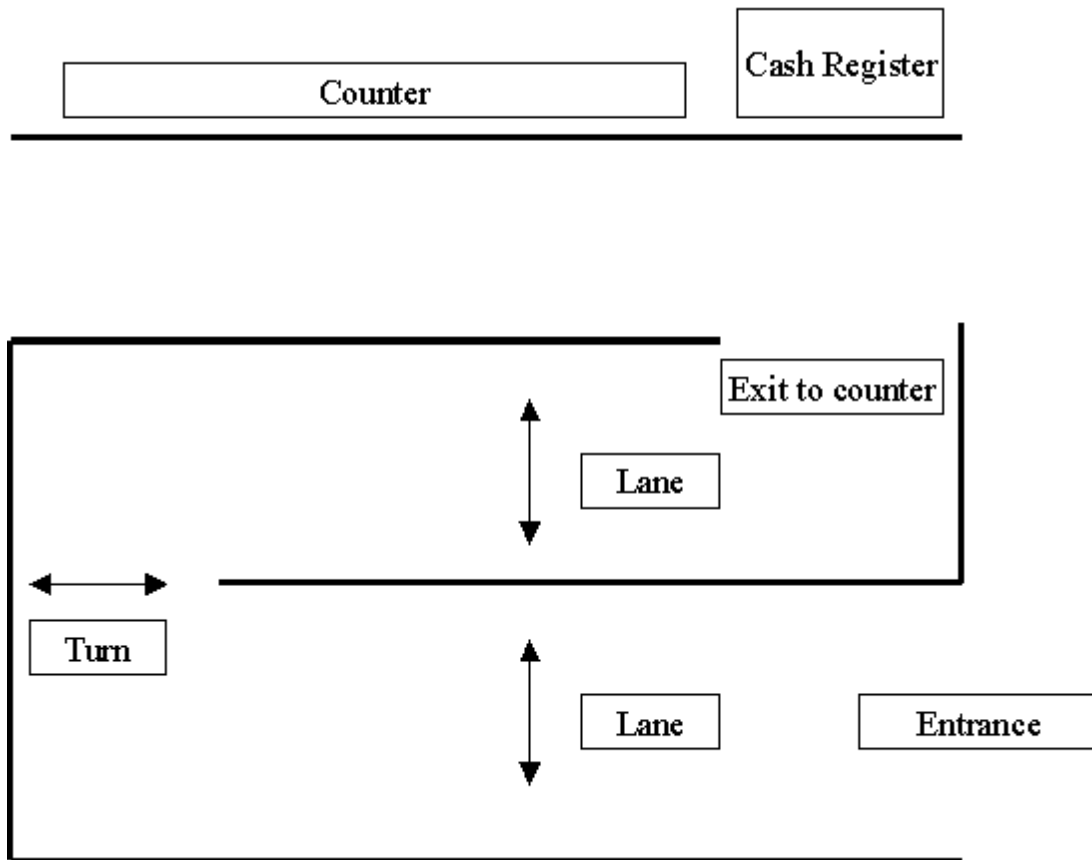 Cash Register
Counter
Exit to counter
Lane
Turn
Lane
Entrance